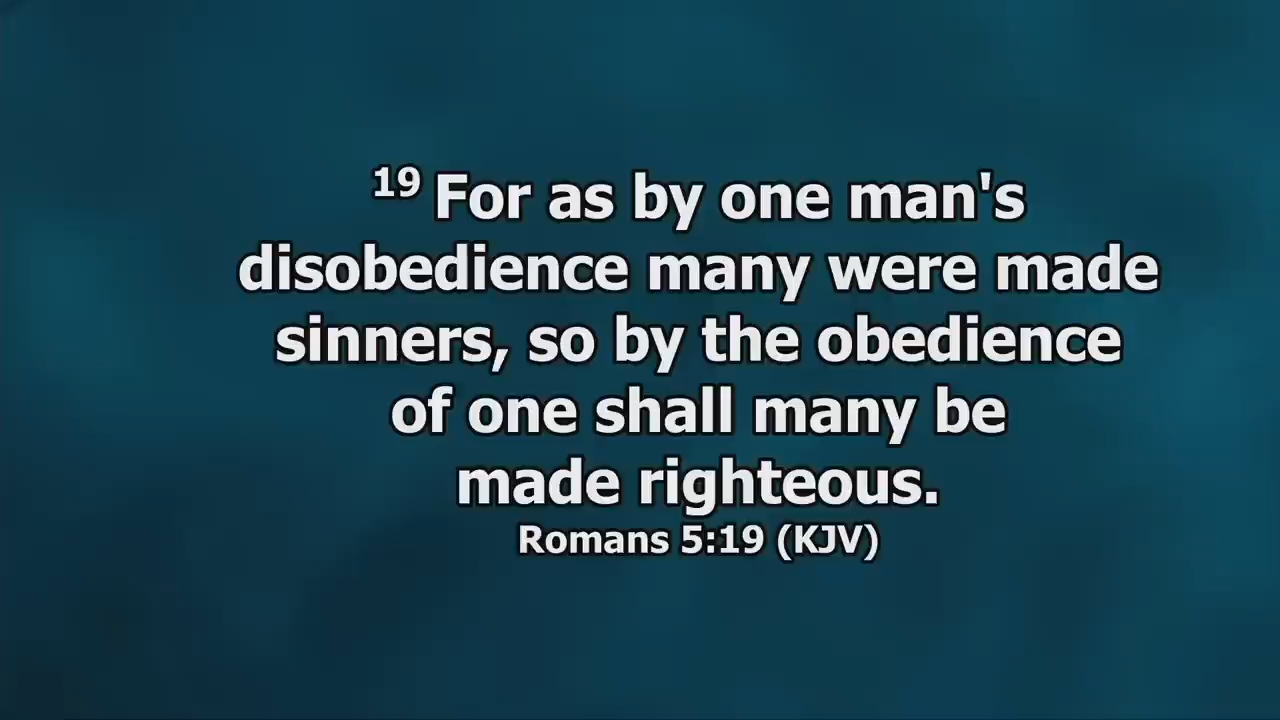 19 For as by one man's
disobedience many were made
sinners, so by the obedience
of one shall many be
made righteous.
Romans 5:19 (KJV)